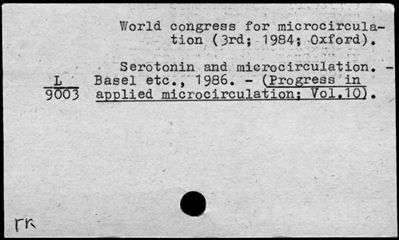 World congress for microcircula-
tion (3rd; 1984; Oxford).
Serotonin and microcirculation. -
L Basel etc., 1986. - (Progress in
9003 applied microcirculation; Vol.10).
rk